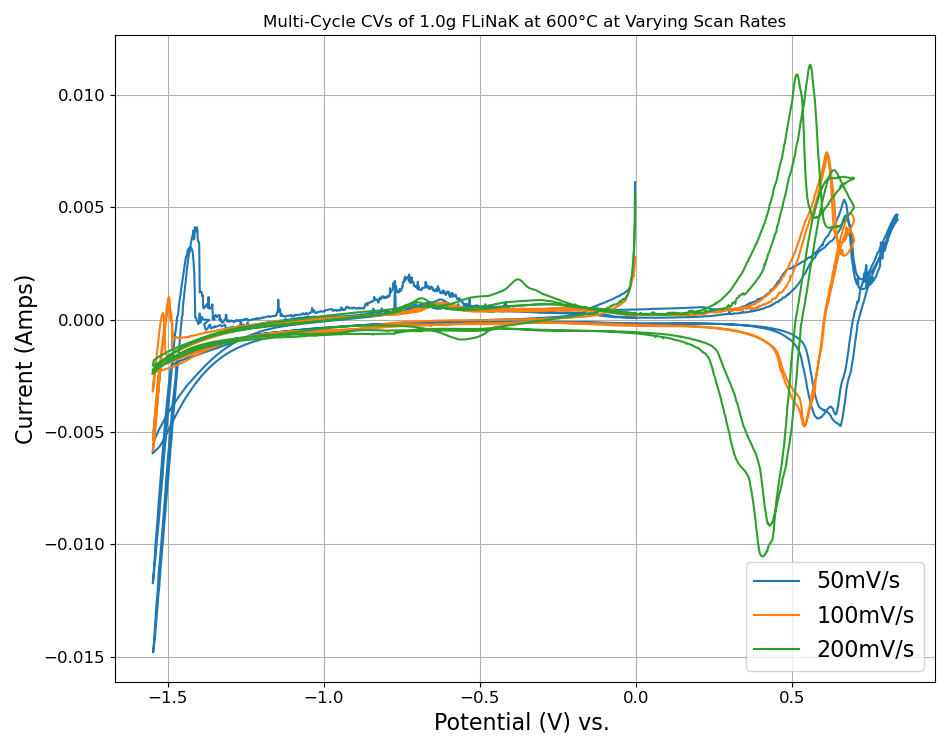 Multi-Cycle CVs of 1.0g FLiNaK at 600°C at Varying Scan Rates
0.010
0.005
0.000
−0.005
−0.010
−0.015
Current (Amps)
50mV/s
100mV/s
200mV/s
−1.5 −1.0 −0.5 0.0 0.5
Potential (V) vs.